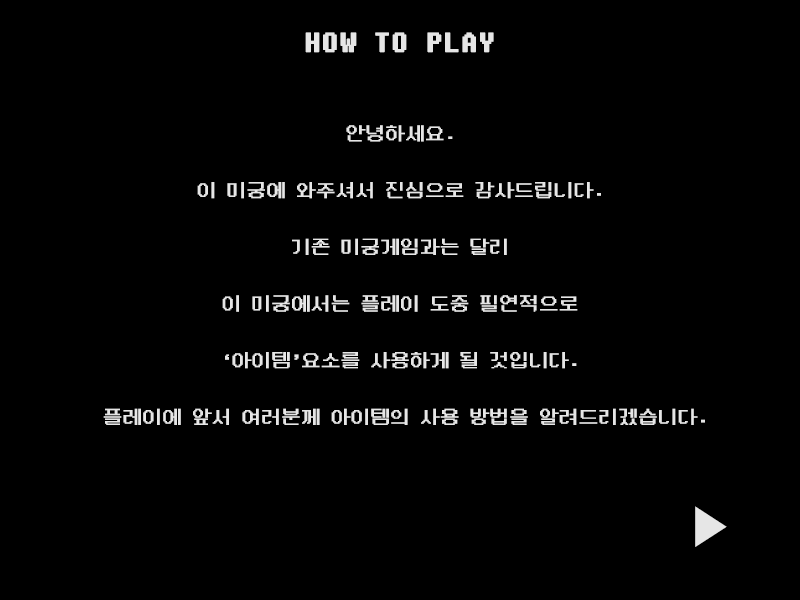 HOW TO PLAY
안녕하세요.
이 미궁에 와주셔서 진심으로 감사드립니다.
기존 미궁게임과는 달리
이 미궁에서는 플레이 도중 필연적으로
‘아이템’요소를 사용하게 될 것입니다.
플레이에 앞서 여러분께 아이템의 사용 방법을 알려드리겠습니다.